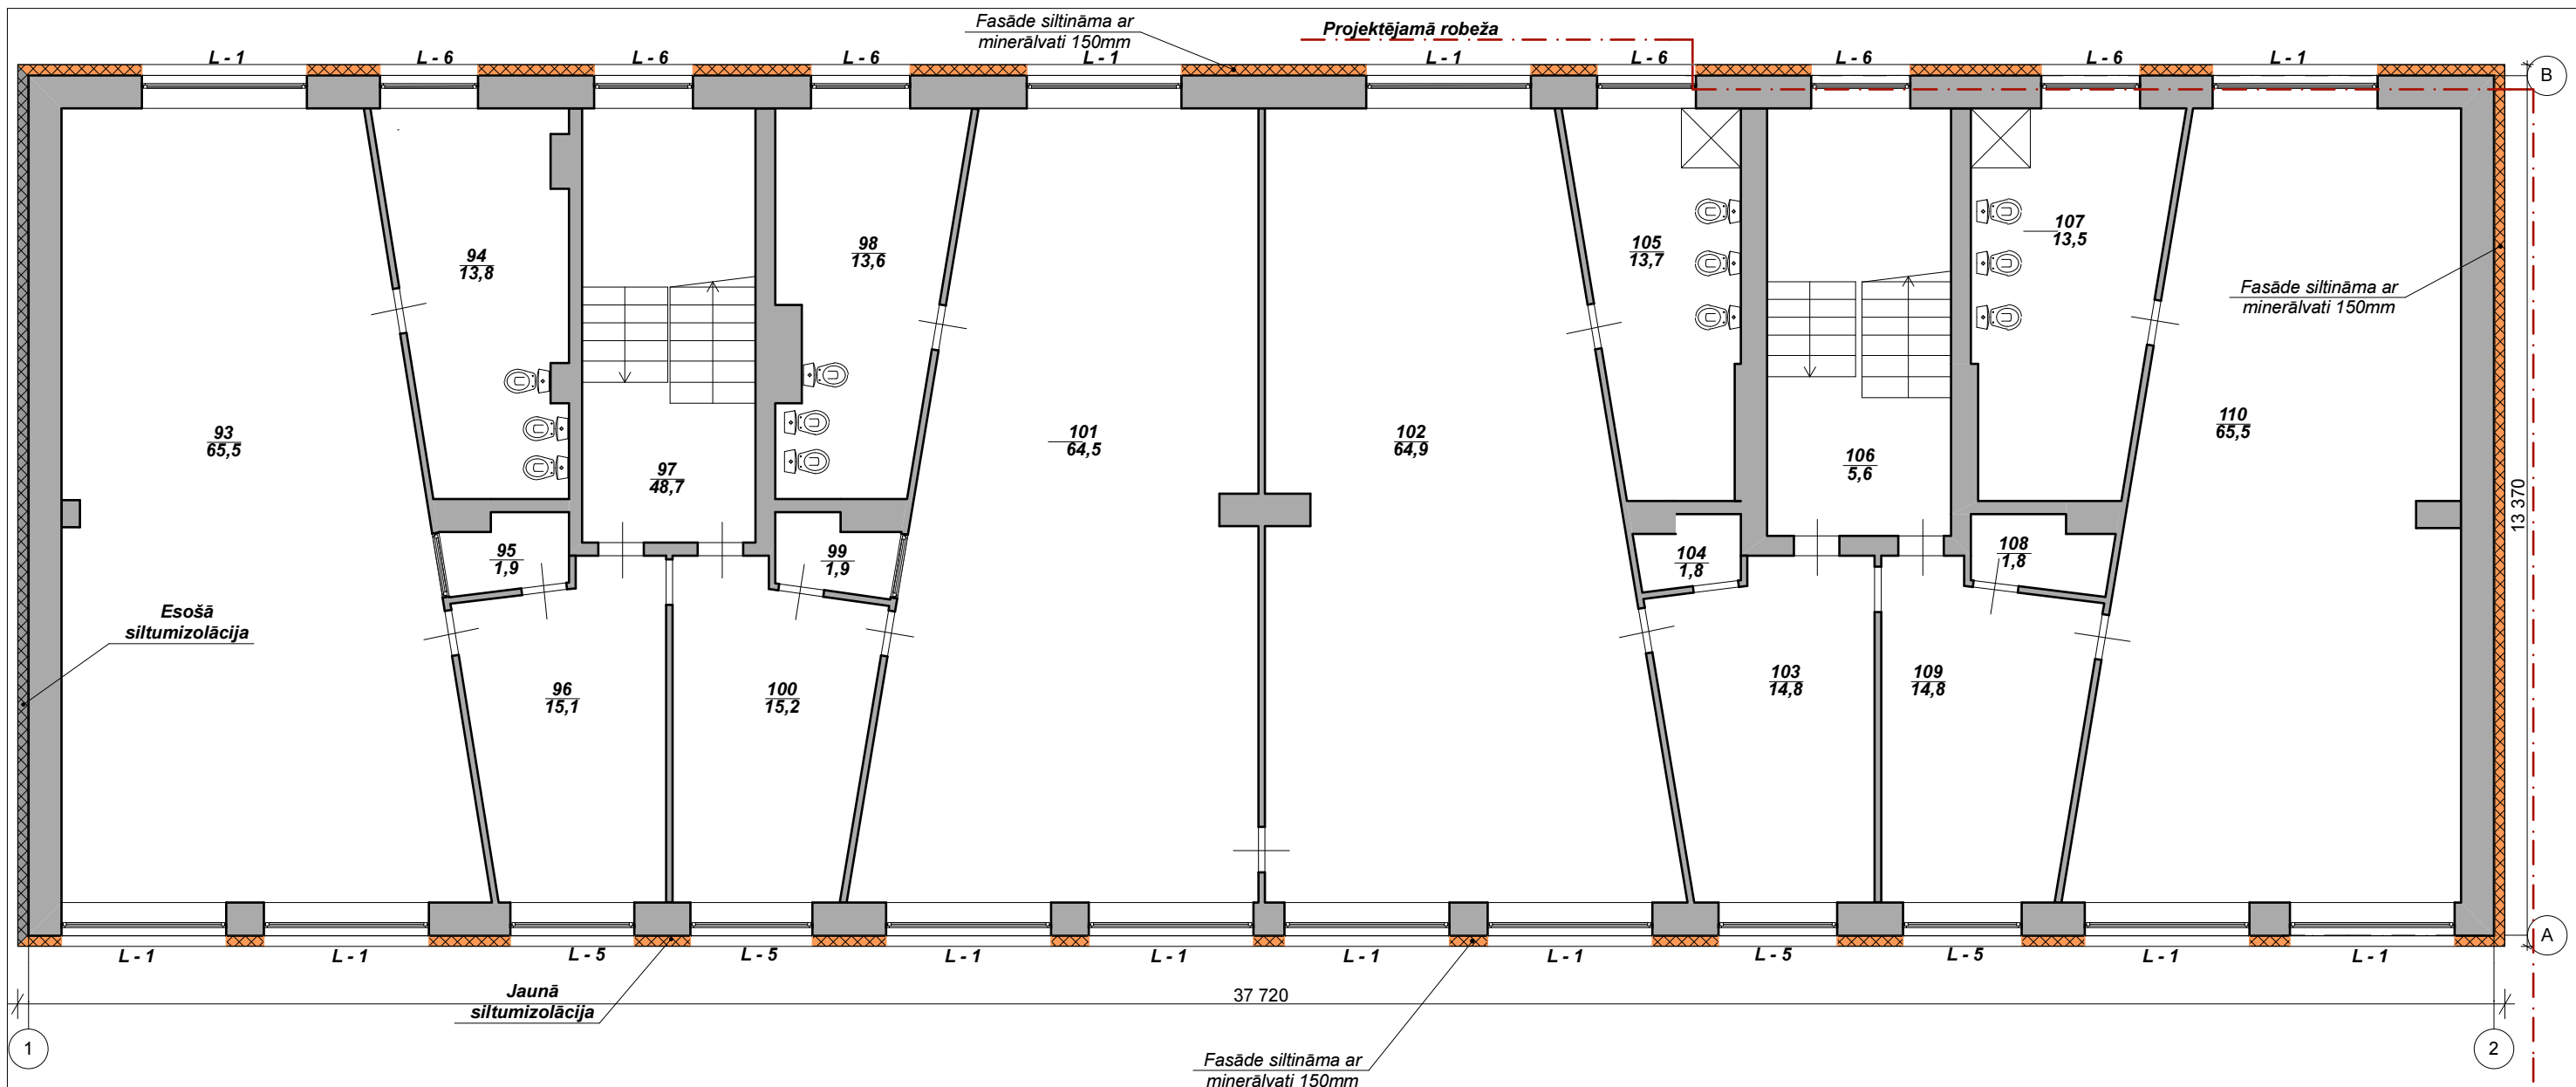 Fasāde siltināma ar
minerālvati 150mm
Projektējamā robeža
L - 1
L - 6
L - 6
L - 6
L - 1
L - 1
L - 6
L - 6
L - 6
L - 1
B
94
13,8
98
13,6
105
13,7
107
13,5
Fasāde siltināma ar
minerālvati 150mm
93
65,5
97
48,7
101
64,5
102
64,9
106
5,6
110
65,5
13 370
95
1,9
99
1,9
104
1,8
108
1,8
Esošā
siltumizolācija
96
15,1
100
15,2
103
14,8
109
14,8
A
L - 1
L - 1
L - 5
L - 5
L - 1
L - 1
L - 1
L - 1
L - 5
L - 5
L - 1
L - 1
Jaunā
siltumizolācija
37 720
1
2
Fasāde siltināma ar
minerālvati 150mm